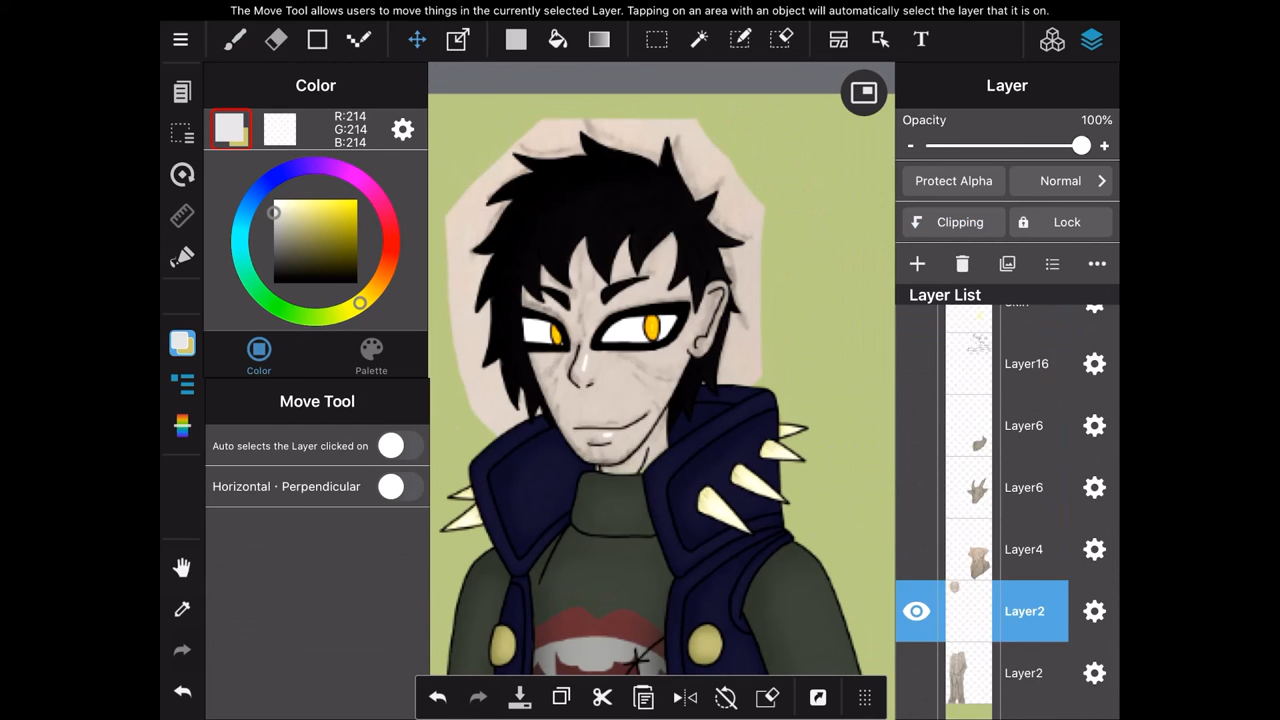 The Move Tool allows users to move things in the currently selected Layer. Tapping on an area with an object will automatically select the layer that it is on.
T
Color
R:214
G:214
B:214
Color
Palette
Move Tool
Auto selects the Layer clicked on
Horizontal · Perpendicular
Layer
Opacity
100%
- +
Protect Alpha
Normal
Clipping
Lock
Layer List
Layer16
Layer6
Layer6
Layer4
Layer2
Layer2